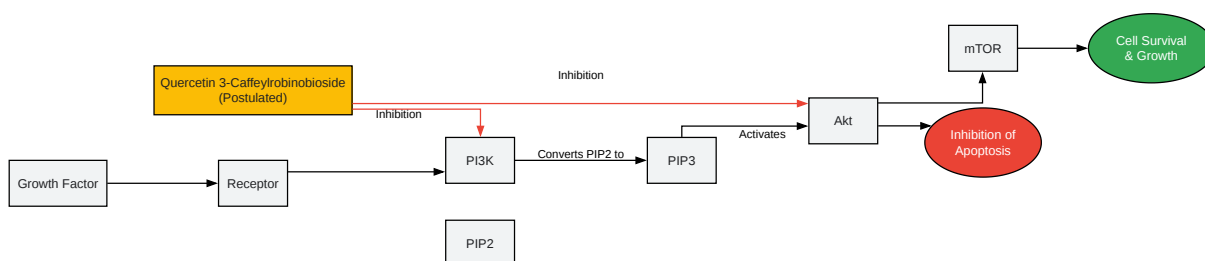 mTOR
Cell Survival
& Growth
Quercetin 3-Caffeylrobinobioside
(Postulated)
Inhibition
Inhibition
Akt
Inhibition of
Apoptosis
Activates
PI3K
Converts PIP2 to
PIP3
Growth Factor
Receptor
PIP2